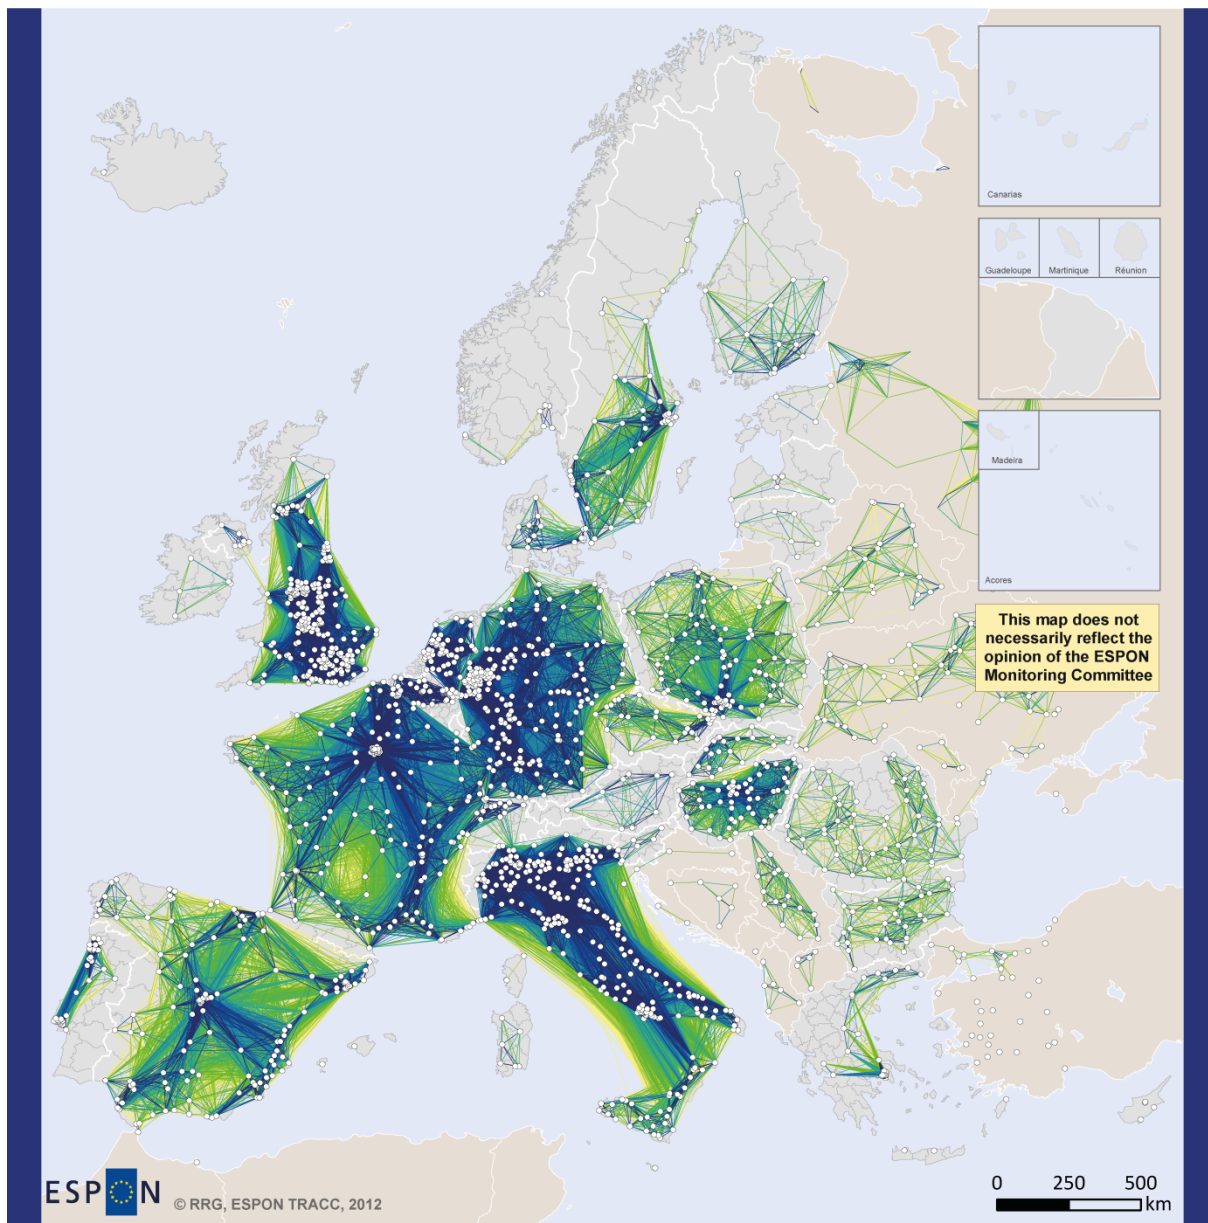 Canarias
Guadeloupe
Martinique
Réunion
Madeira
Acores
This map does not
necessarily reflect the
opinion of the ESPON
Monitoring Committee
ESPON
© RRG, ESPON TRACC, 2012
0 250 500
km